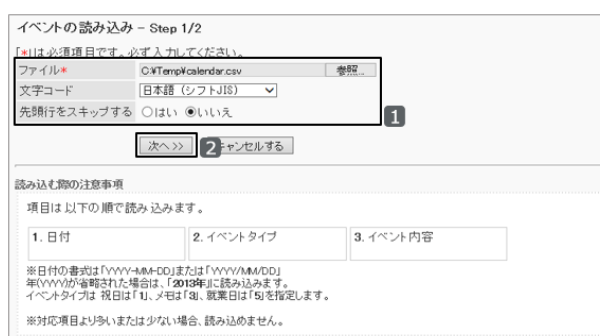 イベントの読み込み - Step 1/2
「*」は必須項目です。必ず入力してください。
ファイル* C:¥Temp¥calendar.csv 参照...
文字コード 日本語 (シフトJIS)
先頭行をスキップする はい いいえ
1
次へ >> 2 キャンセルする
読み込む際の注意事項
項目は以下の順で読み込みます。
1. 日付 2. イベントタイプ 3. イベント内容
※日付の書式は「YYYY-MM-DD」または「YYYY/MM/DD」
年(YYYY)が省略された場合は、「2013年」に読み込みます。
イベントタイプは 祝日は「1」、メモは「3」、就業日は「5」を指定します。
※対応項目より多いまたは少ない場合、読み込めません。